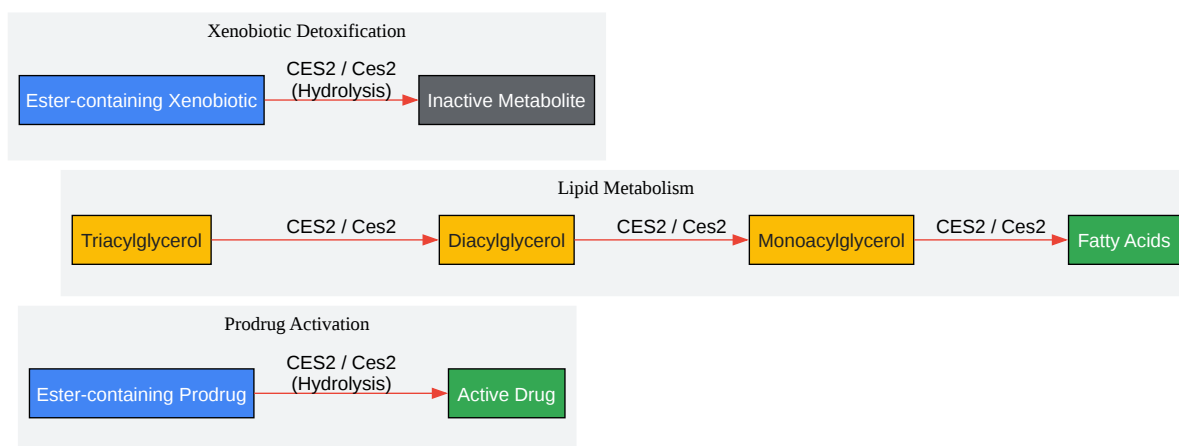 Xenobiotic Detoxification
CES2 / Ces2
(Hydrolysis)
Ester-containing Xenobiotic
Inactive Metabolite
Lipid Metabolism
Triacylglycerol
CES2 / Ces2
Diacylglycerol
CES2 / Ces2
Monoacylglycerol
CES2 / Ces2
Fatty Acids
Prodrug Activation
CES2 / Ces2
(Hydrolysis)
Ester-containing Prodrug
Active Drug